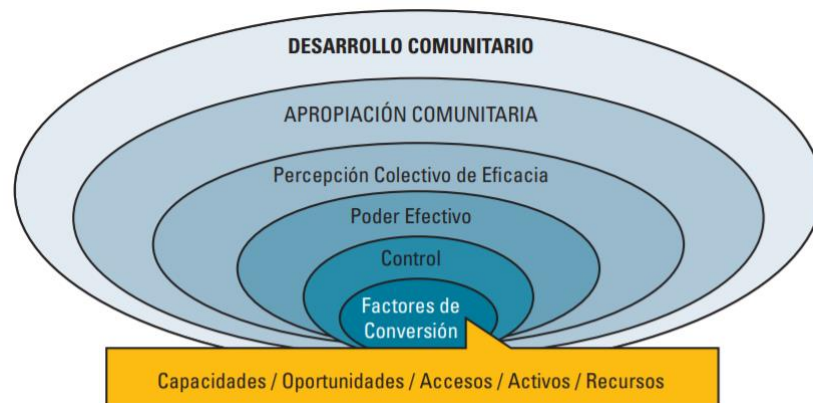 DESARROLLO COMUNITARIO
APROPIACIÓN COMUNITARIA
Percepción Colectivo de Eficacia
Poder Efectivo
Control
Factores de
Conversión
Capacidades / Oportunidades / Accesos / Activos / Recursos